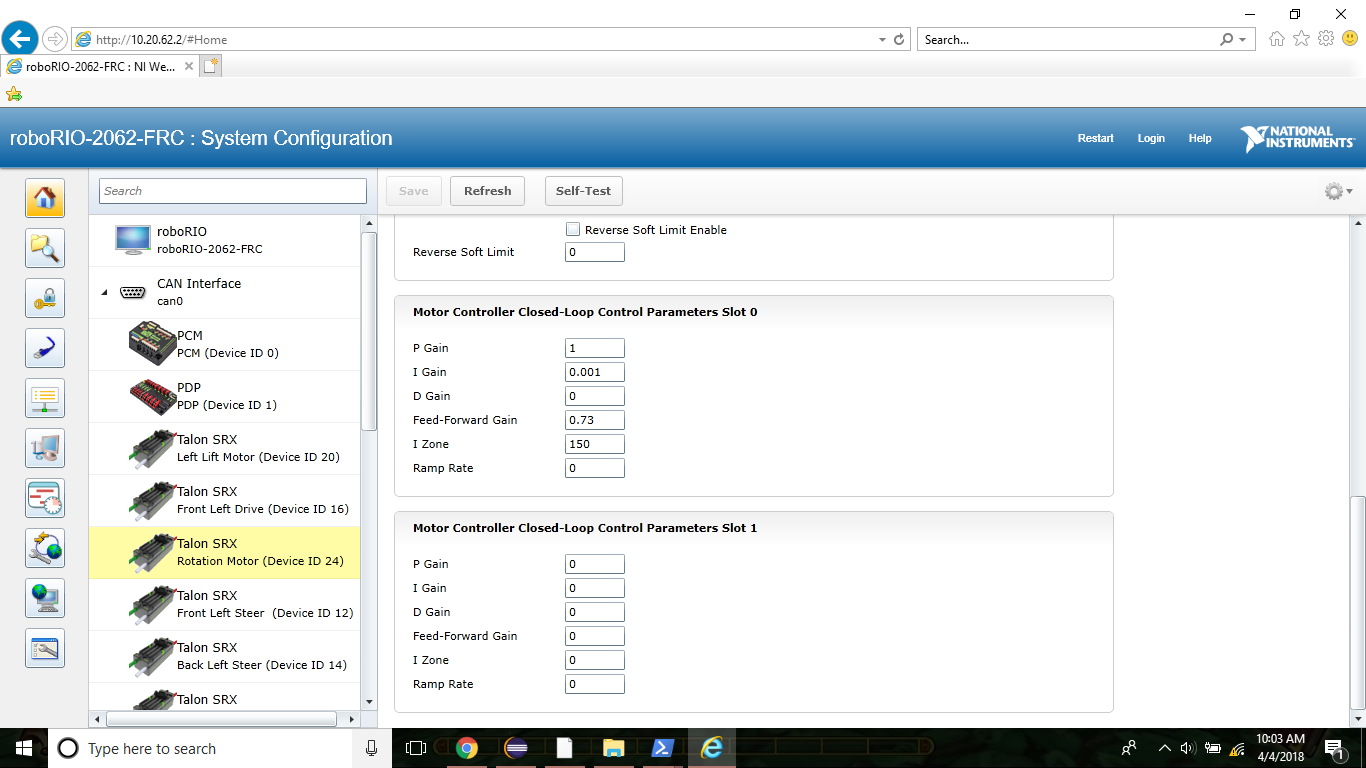 http://10.20.62.2/#Home
Search...
roboRIO-2062-FRC : NI We...
roboRIO-2062-FRC : System Configuration
Restart
Login
Help
NATIONAL
INSTRUMENTS
Search
Save
Refresh
Self-Test
roboRIO
roboRIO-2062-FRC
CAN Interface
can0
PCM
PCM (Device ID 0)
PDP
PDP (Device ID 1)
Talon SRX
Left Lift Motor (Device ID 20)
Talon SRX
Front Left Drive (Device ID 16)
Talon SRX
Rotation Motor (Device ID 24)
Talon SRX
Front Left Steer (Device ID 12)
Talon SRX
Back Left Steer (Device ID 14)
Talon SRX
Reverse Soft Limit Enable
Reverse Soft Limit 0
Motor Controller Closed-Loop Control Parameters Slot 0
P Gain 1
I Gain 0.001
D Gain 0
Feed-Forward Gain 0.73
I Zone 150
Ramp Rate 0
Motor Controller Closed-Loop Control Parameters Slot 1
P Gain 0
I Gain 0
D Gain 0
Feed-Forward Gain 0
I Zone 0
Ramp Rate 0
Type here to search
10:03 AM
4/4/2018
1